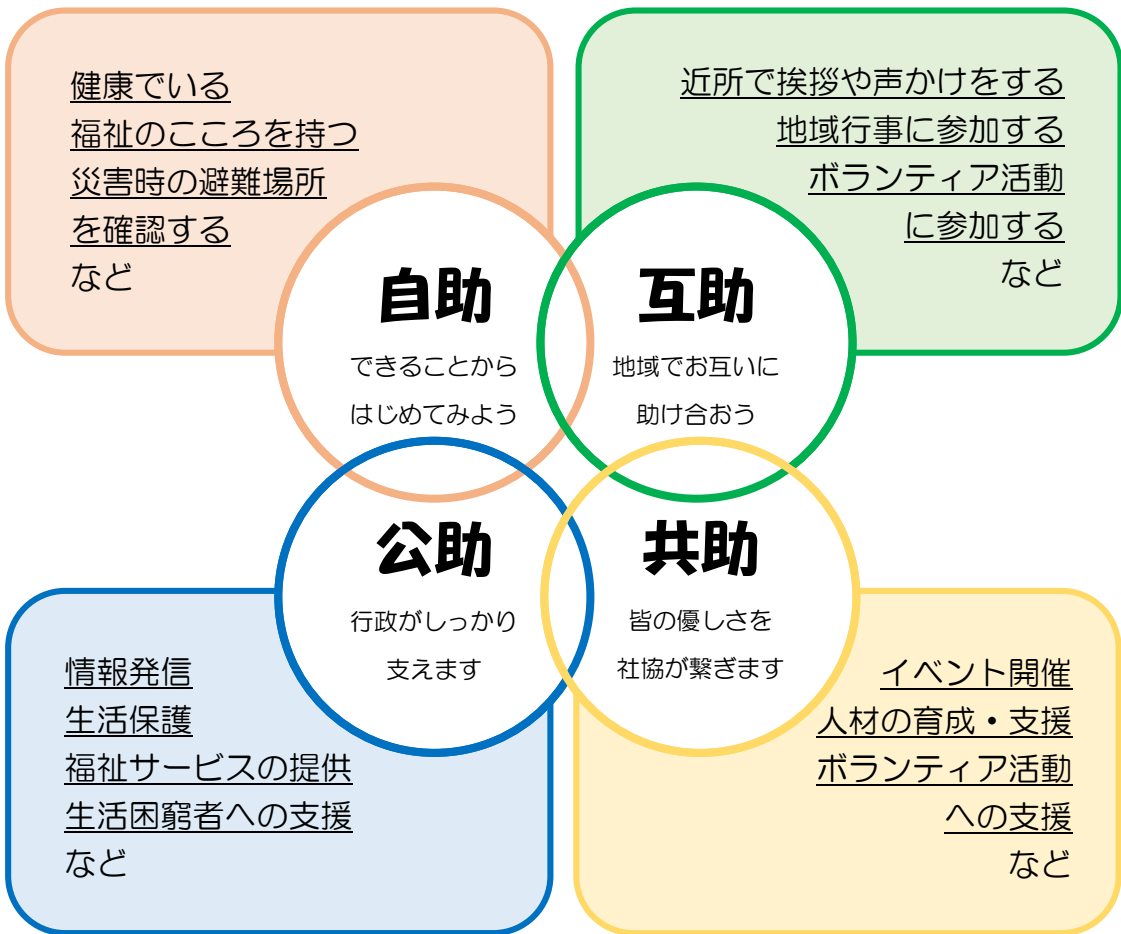 健康でいる
福祉のこころを持つ
災害時の避難場所
を確認する
など
近所で挨拶や声かけをする
地域行事に参加する
ボランティア活動
に参加する
など
自助
できることから
はじめてみよう
互助
地域でお互いに
助け合おう
公助
行政がしっかり
支えます
共助
皆の優しさを
社協が繋ぎます
情報発信
生活保護
福祉サービスの提供
生活困窮者への支援
など
イベント開催
人材の育成・支援
ボランティア活動
への支援
など